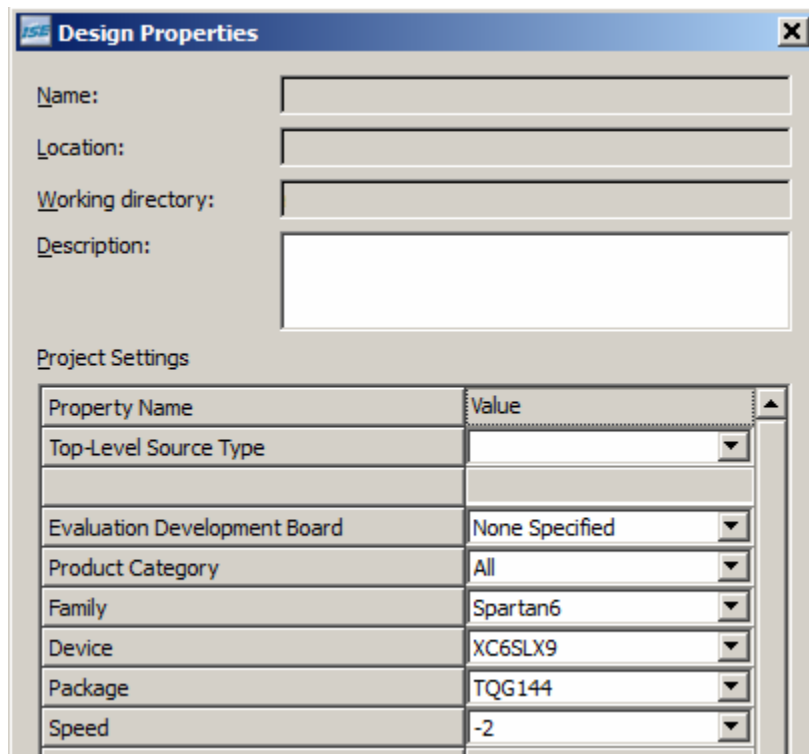 ISE Design Properties
Name:
Location:
Working directory:
Description:
Project Settings
Property Name Value
Top-Level Source Type
Evaluation Development Board None Specified
Product Category All
Family Spartan6
Device XC6SLX9
Package TQG144
Speed -2